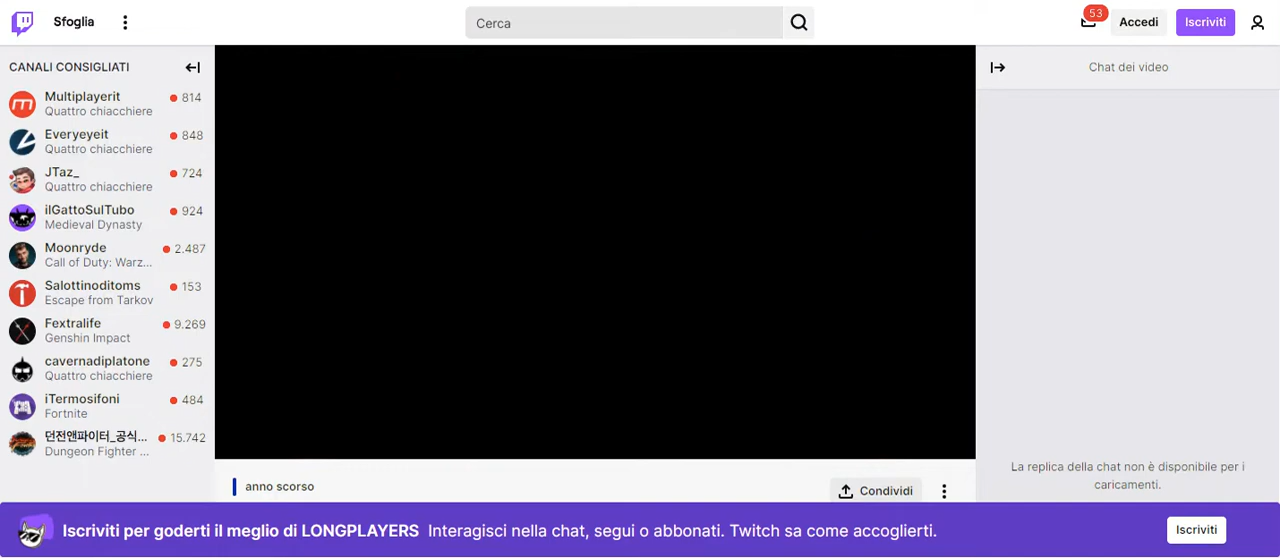 Sfoglia
Cerca
53
Accedi
Iscriviti
CANALI CONSIGLIATI
Chat dei video
Multiplayerit 814
Quattro chiacchiere
Everyeyeit 848
Quattro chiacchiere
JTaz_ 724
Quattro chiacchiere
ilGattoSulTubo 924
Medieval Dynasty
Moonryde 2.487
Call of Duty: Warz...
Salottinoditoms 153
Escape from Tarkov
Fextralife 9.269
Genshin Impact
cavernadiplatone 275
Quattro chiacchiere
iTermosifoni 484
Fortnite
던전앤파이터_공식... 15.742
Dungeon Fighter ...
La replica della chat non è disponibile per i
caricamenti.
anno scorso
Condividi
Iscriviti per goderti il meglio di LONGPLAYERS Interagisci nella chat, segui o abbonati. Twitch sa come accoglierti.
Iscriviti